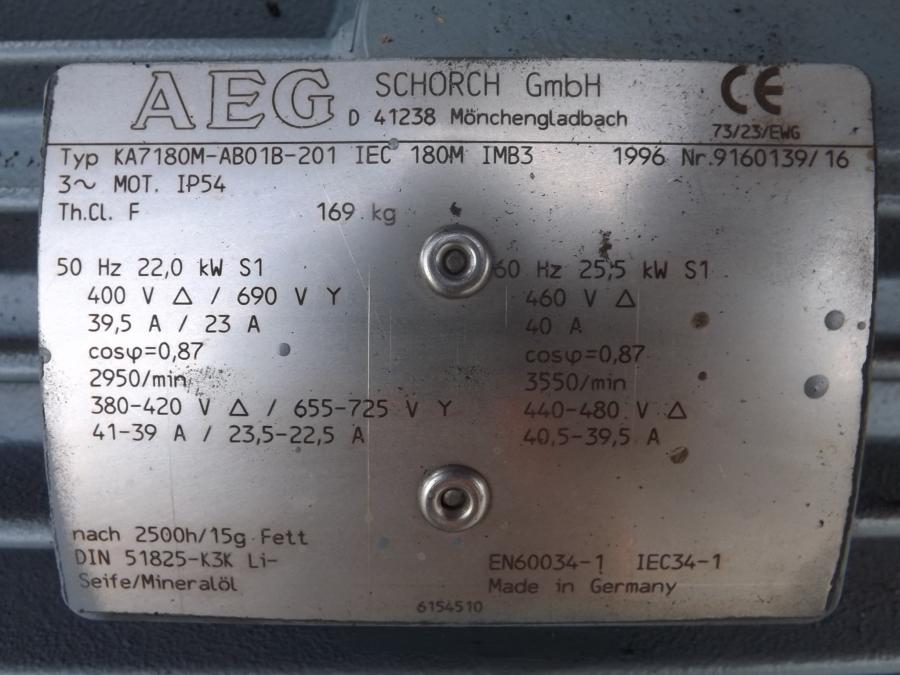 AEG SCHORCH GmbH CE
D 41238 Mönchengladbach
73/23/EWG
Typ KA7180M-AB01B-201 IEC 180M IMB3 1996 Nr.9160139/16
3~ MOT. IP54
Th.Cl. F 169 kg
50 Hz 22,0 kW S1
400 V Δ / 690 V Y
39,5 A / 23 A
cosφ=0,87
2950/min
380-420 V Δ / 655-725 V Y
41-39 A / 23,5-22,5 A
60 Hz 25,5 kW S1
460 V Δ
40 A
cosφ=0,87
3550/min
440-480 V Δ
40,5-39,5 A
nach 2500h/15g Fett
DIN 51825-K3K Li-
Seife/Mineralöl
EN60034-1 IEC34-1
Made in Germany
6154510